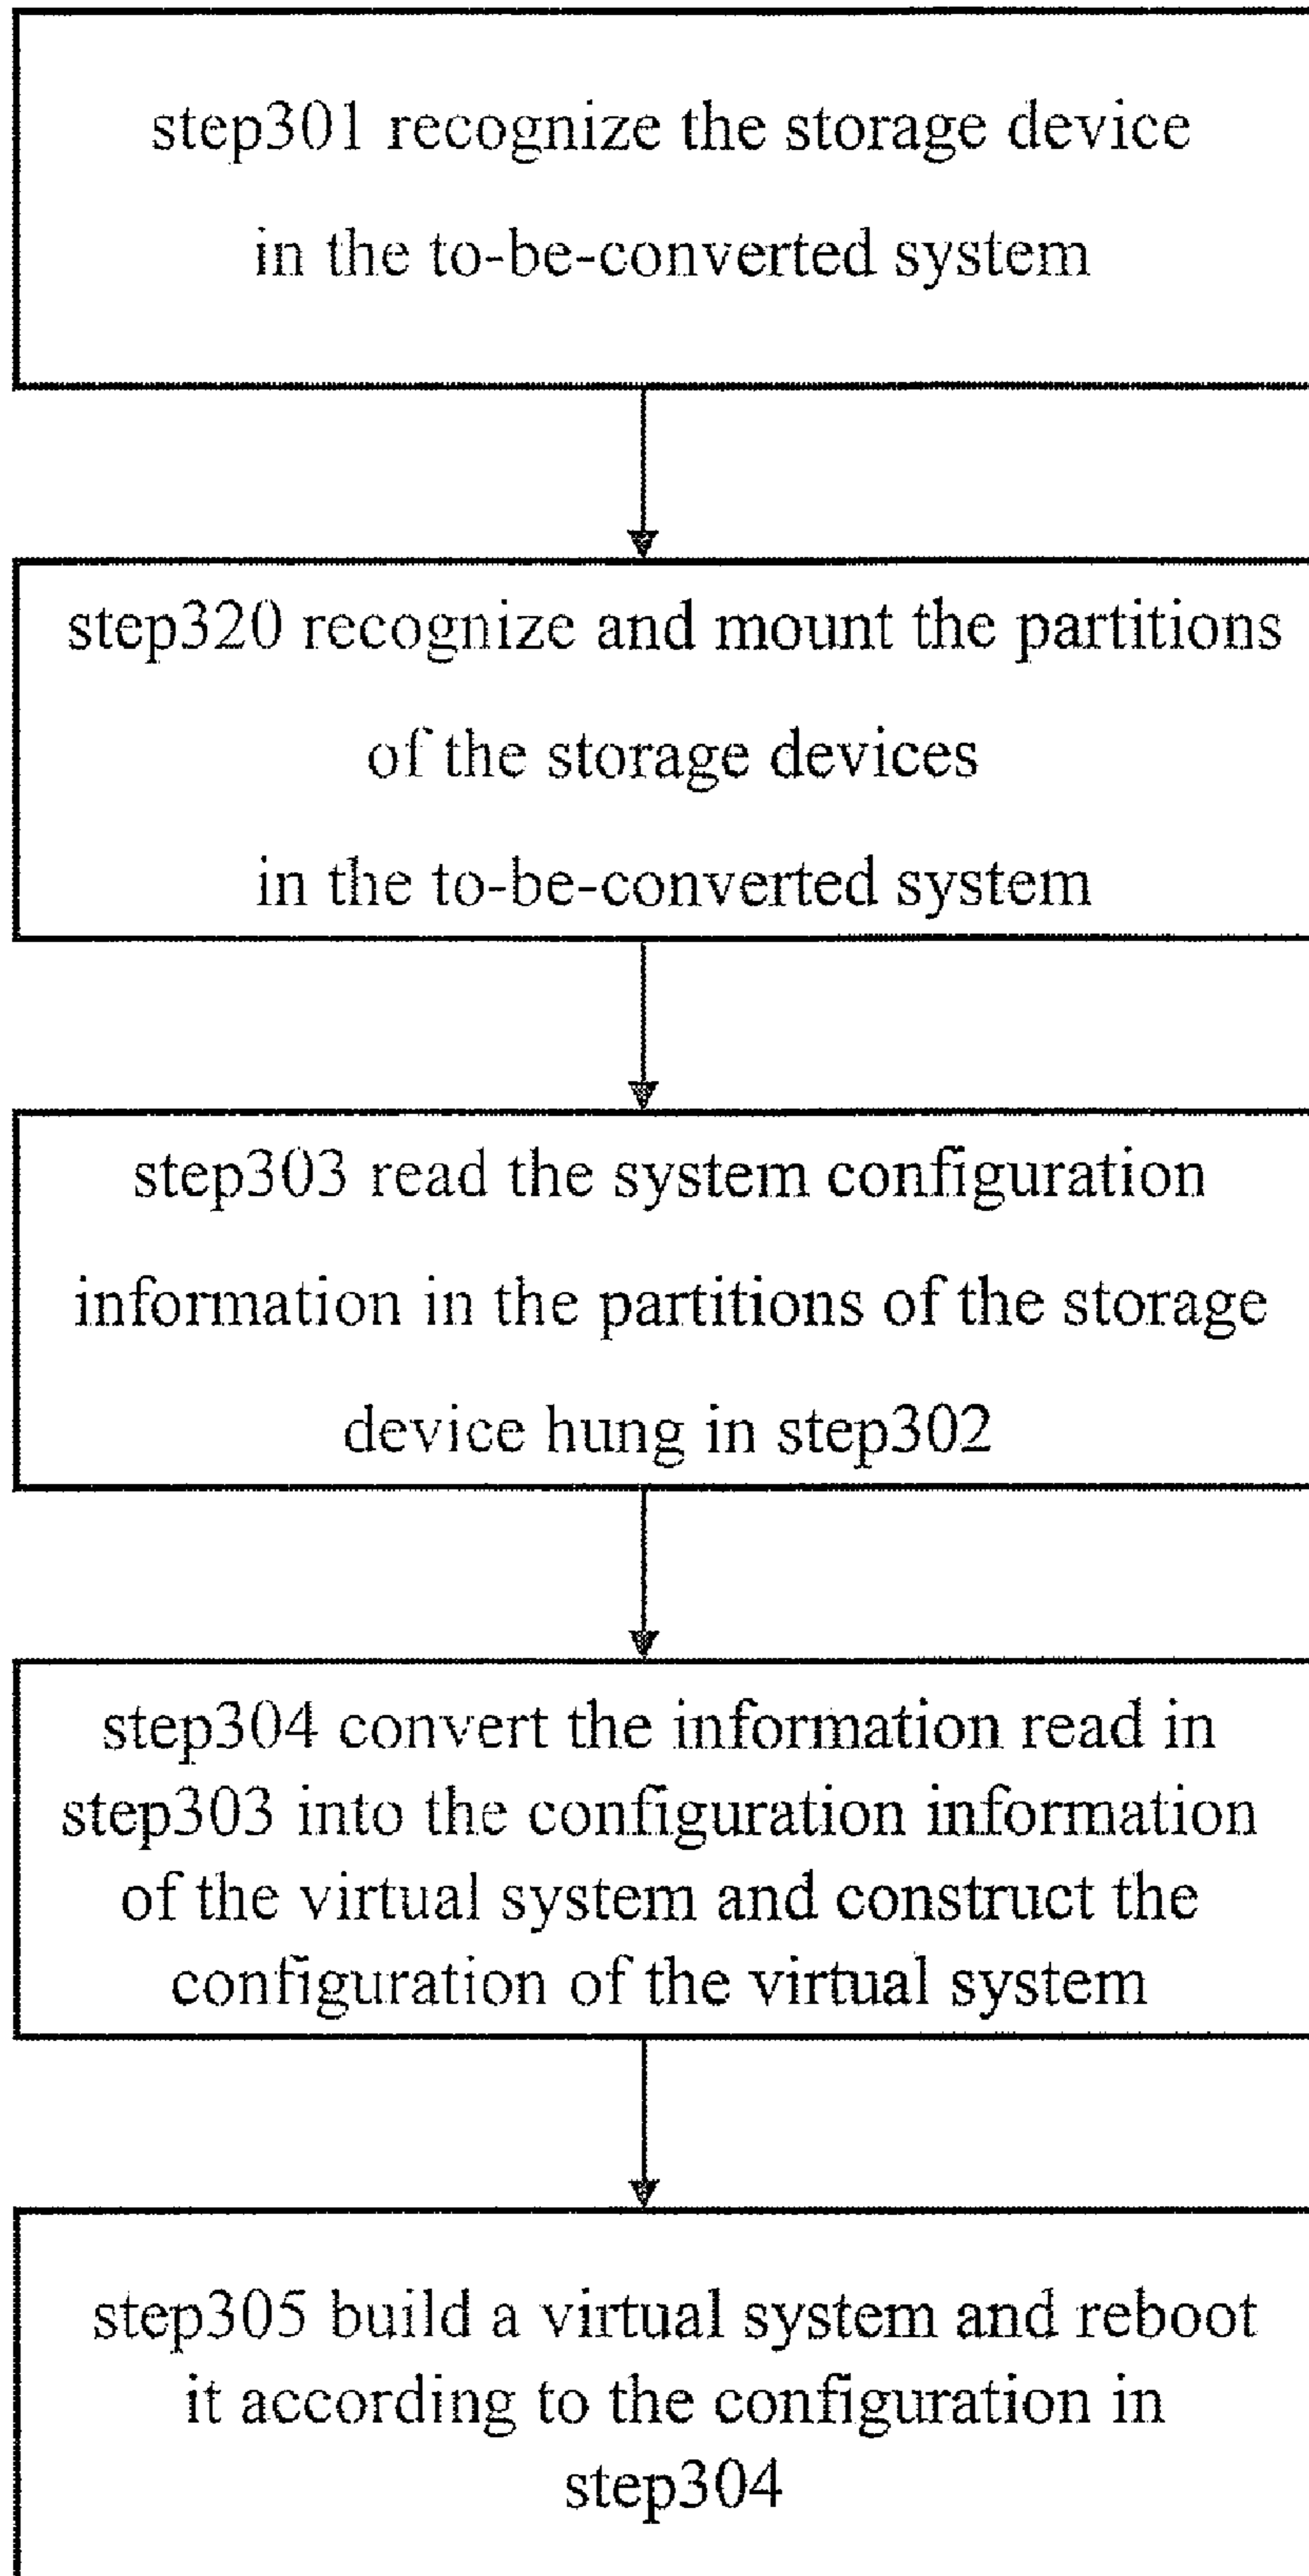 step301 recognize the storage device
in the to-be-converted system
step320 recognize and mount the partitions
of the storage devices
in the to-be-converted system
step303 read the system configuration
information in the partitions of the storage
device hung in step302
step304 convert the information read in
step303 into the configuration information
of the virtual system and construct the
configuration of the virtual system
step305 build a virtual system and reboot
it according to the configuration in
step304